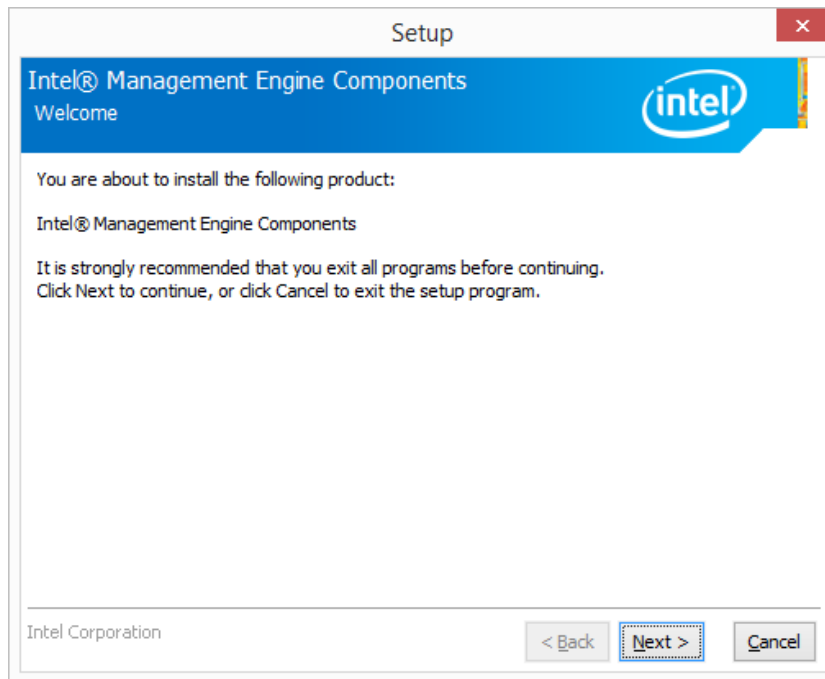 Setup
Intel® Management Engine Components
Welcome
intel
You are about to install the following product:
Intel® Management Engine Components
It is strongly recommended that you exit all programs before continuing.
Click Next to continue, or click Cancel to exit the setup program.
Intel Corporation
< Back
Next >
Cancel